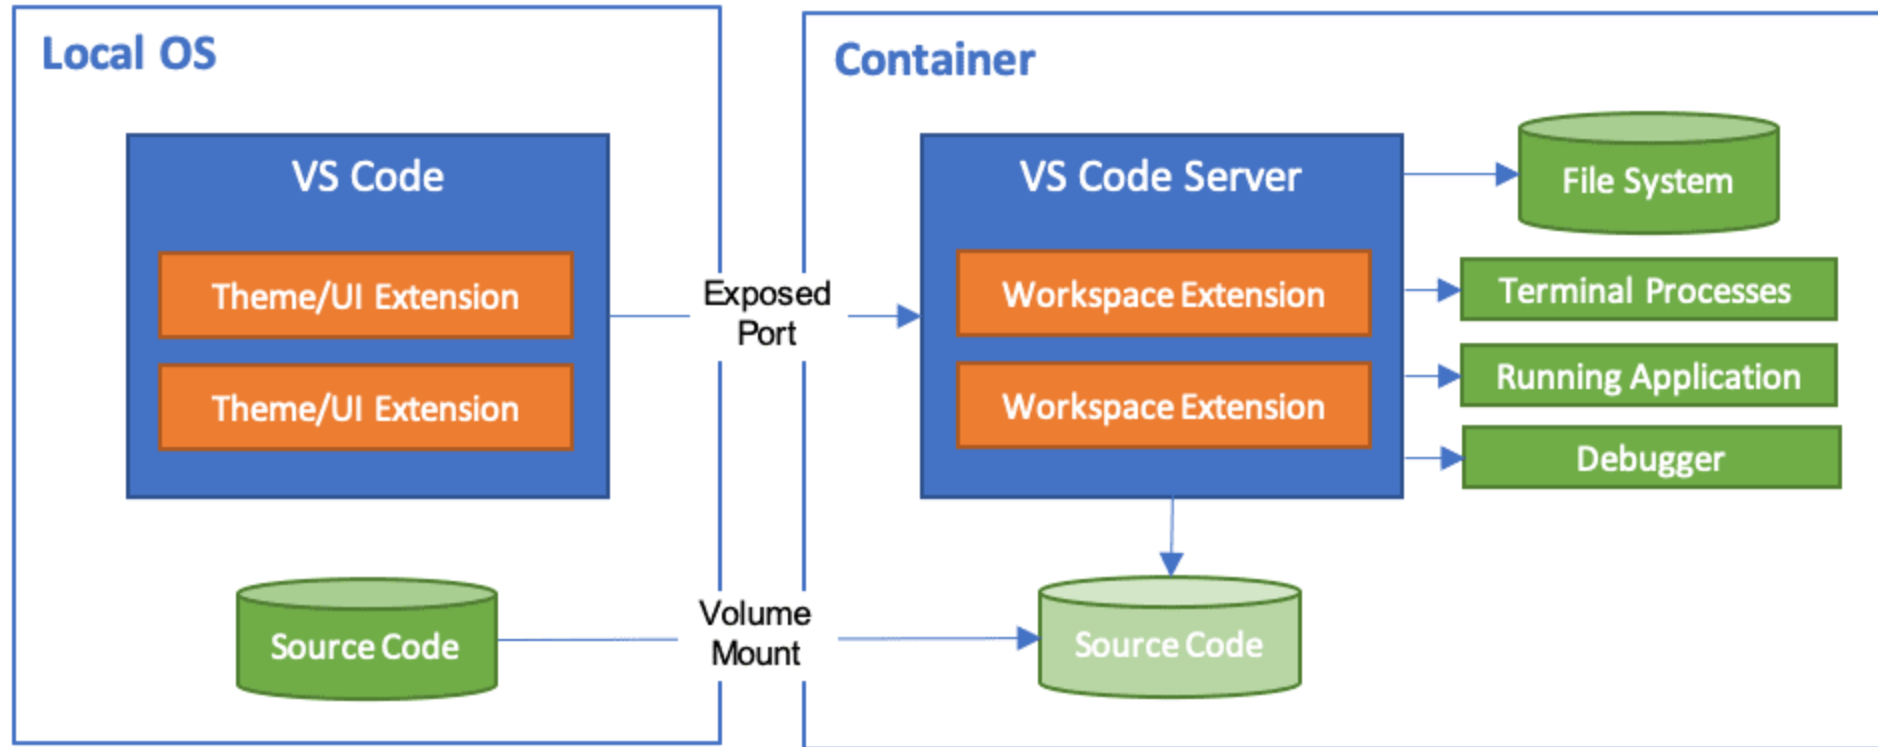 Local OS
VS Code
Theme/UI Extension
Theme/UI Extension
Source Code
Exposed
Port
Volume
Mount
Container
VS Code Server
Workspace Extension
Workspace Extension
Source Code
File System
Terminal Processes
Running Application
Debugger